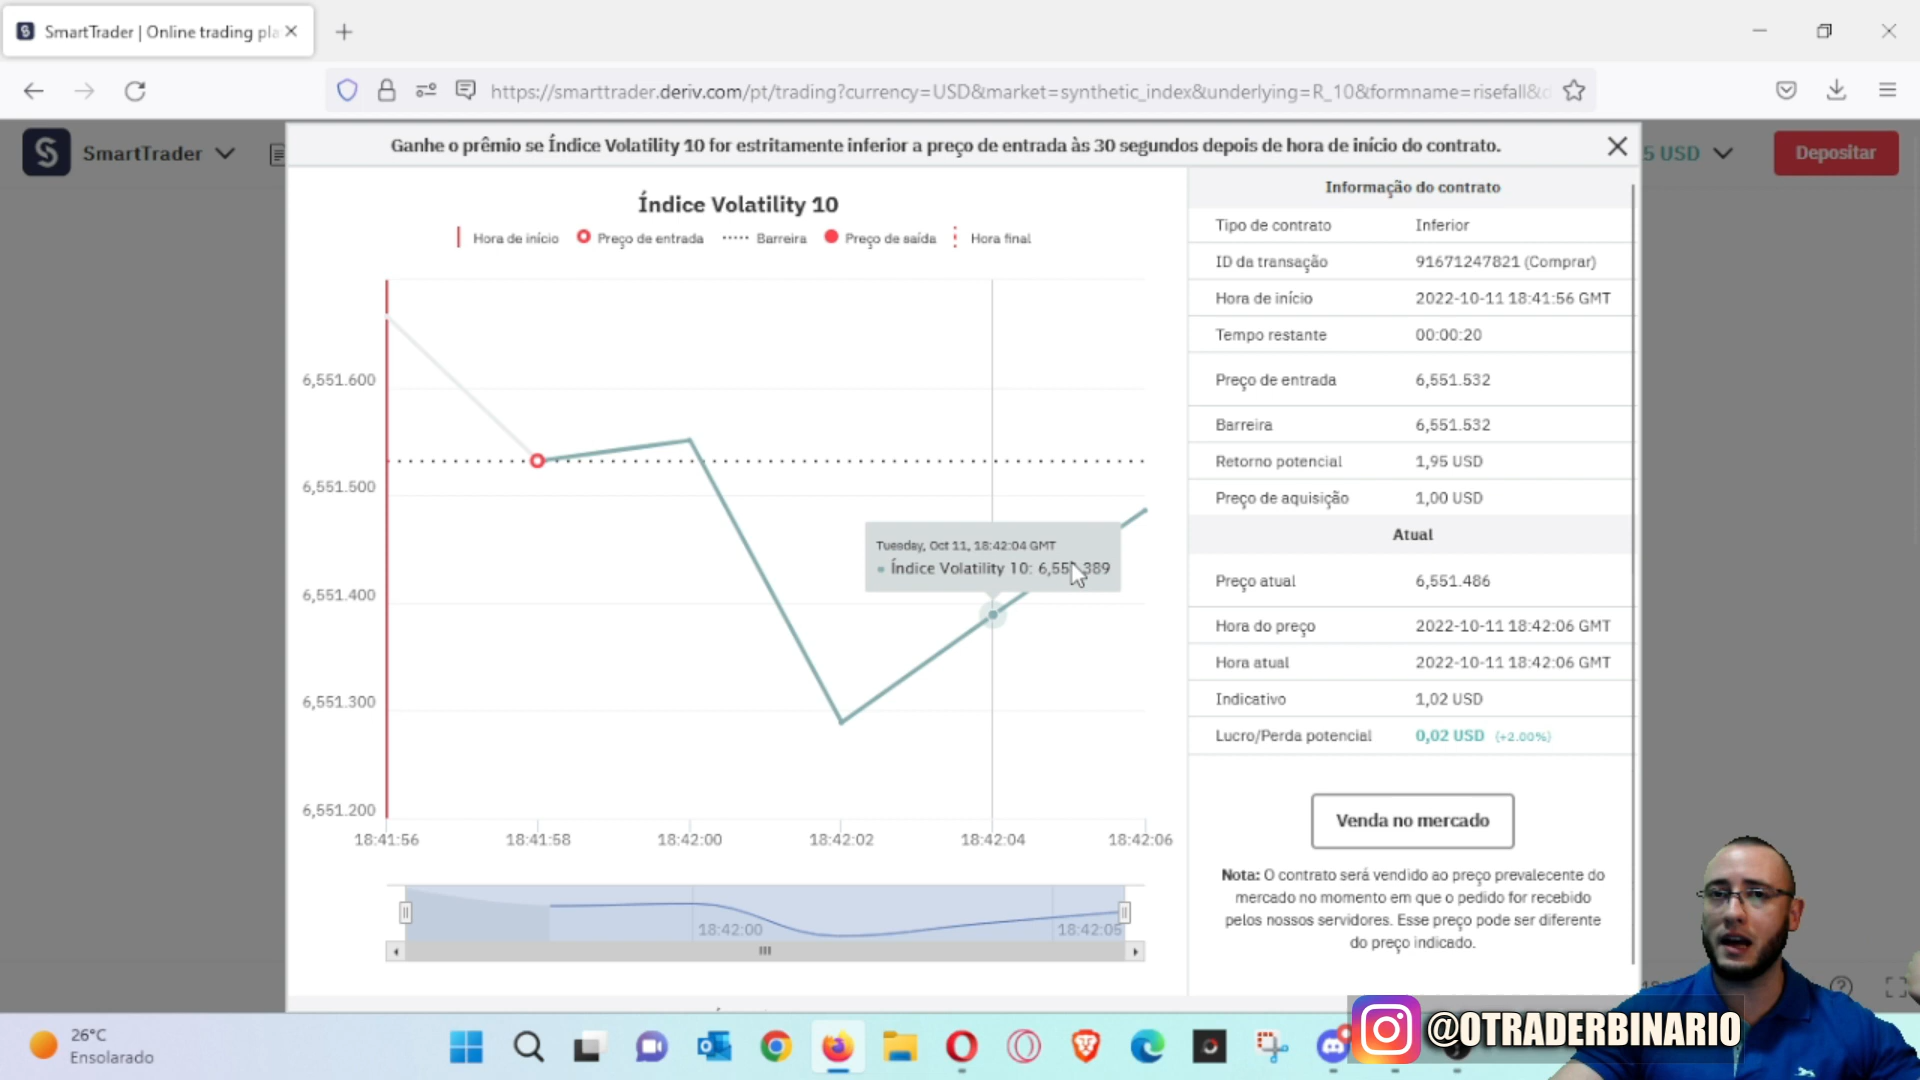 SmartTrader | Online trading pla
https://smarttrader.deriv.com/pt/trading?currency=USD&market=synthetic_index&underlying=R_10&formname=risefall&d
SmartTrader
Ganhe o prêmio se Índice Volatility 10 for estritamente inferior a preço de entrada às 30 segundos depois de hora de início do contrato.
5 USD
Depositar
Índice Volatility 10
Hora de início
Preço de entrada
Barreira
Preço de saída
Hora final
6,551.600
6,551.500
6,551.400
6,551.300
6,551.200
Tuesday, Oct 11, 18:42:04 GMT
Índice Volatility 10: 6,551.389
18:41:56
18:41:58
18:42:00
18:42:02
18:42:04
18:42:06
18:42:00
18:42:05
Informação do contrato
Tipo de contrato Inferior
ID da transação 91671247821 (Comprar)
Hora de início 2022-10-11 18:41:56 GMT
Tempo restante 00:00:20
Preço de entrada 6,551.532
Barreira 6,551.532
Retorno potencial 1,95 USD
Preço de aquisição 1,00 USD
Atual
Preço atual 6,551.486
Hora do preço 2022-10-11 18:42:06 GMT
Hora atual 2022-10-11 18:42:06 GMT
Indicativo 1,02 USD
Lucro/Perda potencial 0,02 USD (+2.00%)
Venda no mercado
Nota: O contrato será vendido ao preço prevalecente do
mercado no momento em que o pedido for recebido
pelos nossos servidores. Esse preço pode ser diferente
do preço indicado.
26°C
Ensolarado
@OTRADERBINARIO